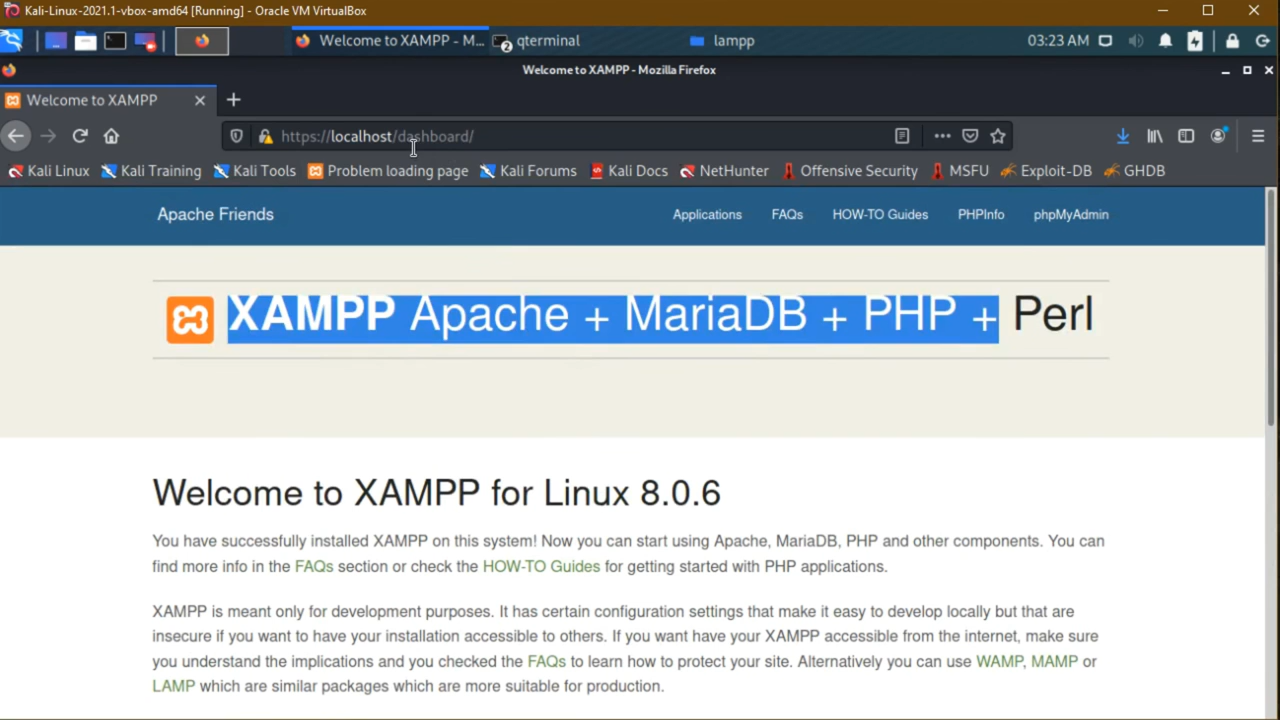 Kali-Linux-2021.1-vbox-amd64 [Running] - Oracle VM VirtualBox
Welcome to XAMPP - M... 2 qterminal lampp 03:23 AM
Welcome to XAMPP - Mozilla Firefox
Welcome to XAMPP
https://localhost/dashboard/
Kali Linux Kali Training Kali Tools Problem loading page Kali Forums Kali Docs NetHunter Offensive Security MSFU Exploit-DB GHDB
Apache Friends Applications FAQs HOW-TO Guides PHPInfo phpMyAdmin
XAMPP Apache + MariaDB + PHP + Perl
Welcome to XAMPP for Linux 8.0.6
You have successfully installed XAMPP on this system! Now you can start using Apache, MariaDB, PHP and other components. You can
find more info in the FAQs section or check the HOW-TO Guides for getting started with PHP applications.
XAMPP is meant only for development purposes. It has certain configuration settings that make it easy to develop locally but that are
insecure if you want to have your installation accessible to others. If you want have your XAMPP accessible from the internet, make sure
you understand the implications and you checked the FAQs to learn how to protect your site. Alternatively you can use WAMP, MAMP or
LAMP which are similar packages which are more suitable for production.